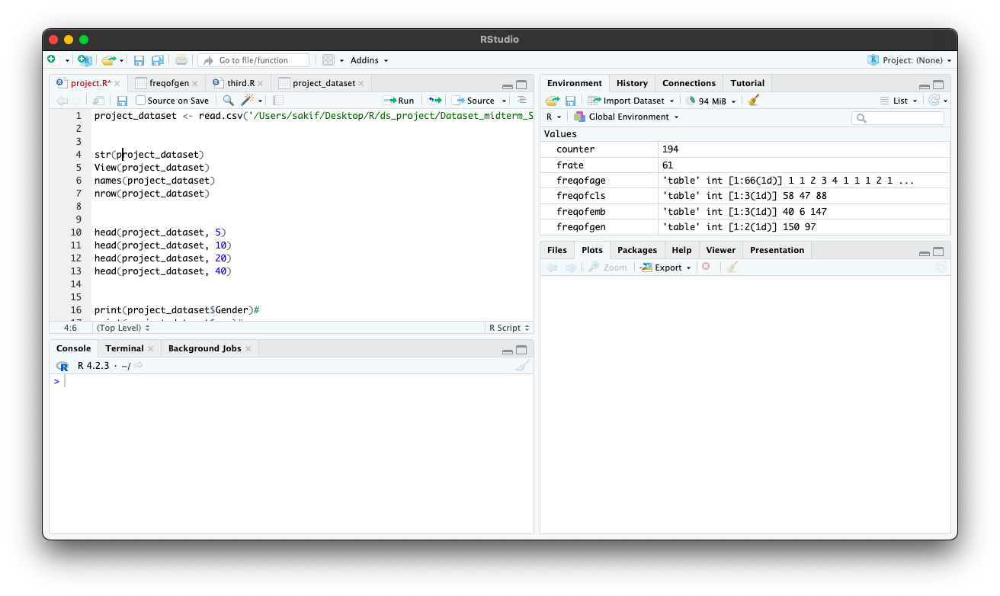 RStudio
Go to file/function
Addins
Project: (None)
project.R*
freqofgen
third.R
project_dataset
Source on Save
Run
Source
1 project_dataset <- read.csv('/Users/sakif/Desktop/R/ds_project/Dataset_midterm_S
2
3
4 str(project_dataset)
5 View(project_dataset)
6 names(project_dataset)
7 nrow(project_dataset)
8
9
10 head(project_dataset, 5)
11 head(project_dataset, 10)
12 head(project_dataset, 20)
13 head(project_dataset, 40)
14
15
16 print(project_dataset$Gender)#
4:6 (Top Level) R Script
Console Terminal Background Jobs
R 4.2.3 · ~/
>
Environment History Connections Tutorial
Import Dataset 94 MiB List
R Global Environment
Values
counter 194
frate 61
freqofage 'table' int [1:66(1d)] 1 1 2 3 4 1 1 1 2 1 ...
freqofcls 'table' int [1:3(1d)] 58 47 88
freqofemb 'table' int [1:3(1d)] 40 6 147
freqofgen 'table' int [1:2(1d)] 150 97
Files Plots Packages Help Viewer Presentation
Zoom Export